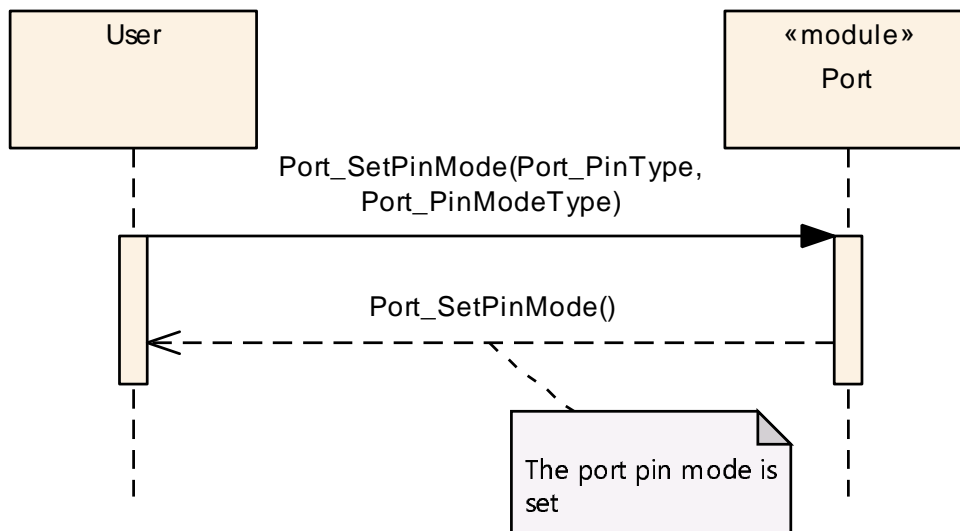 User
«module»
Port
Port_SetPinMode(Port_PinType,
Port_PinModeType)
Port_SetPinMode()
The port pin mode is
set